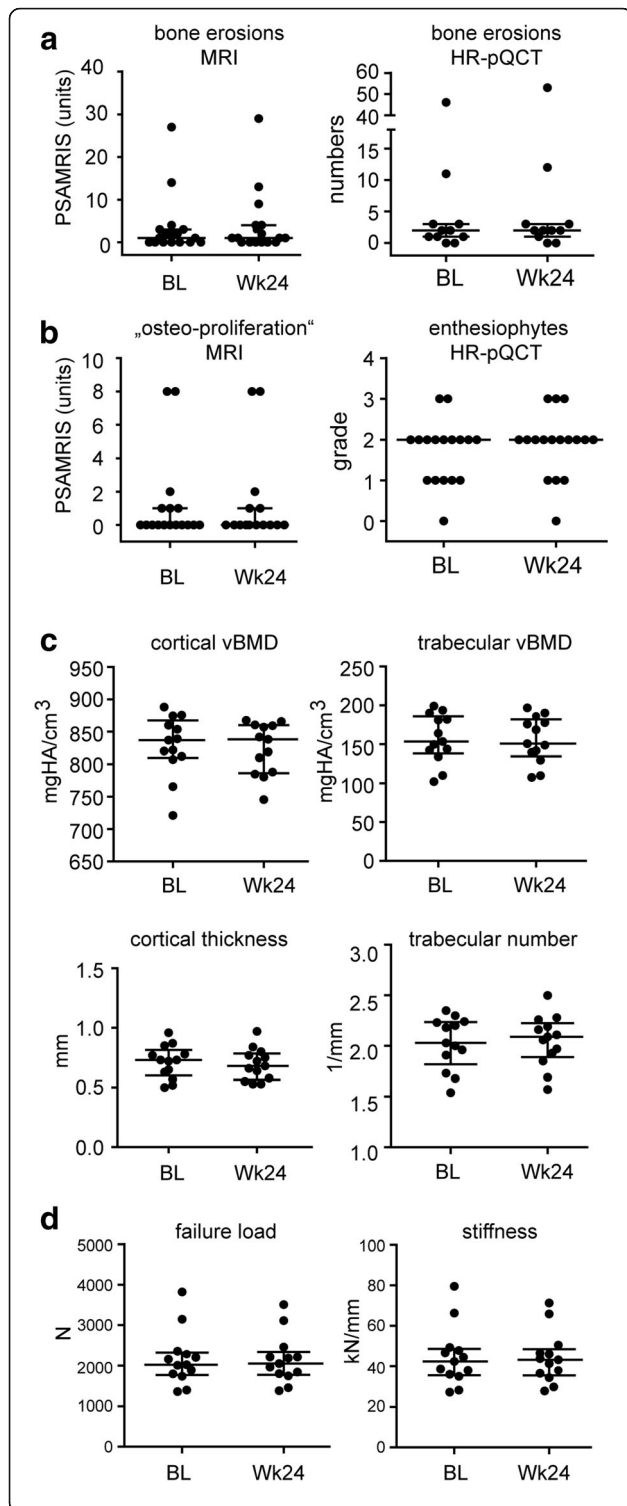 a
bone erosions
MRI
PSAMRIS (units)
40
30
20
10
0
BL
Wk24
bone erosions
HR-pQCT
numbers
60
50
40
15
10
5
0
BL
Wk24
b
„osteo-proliferation“
MRI
PSAMRIS (units)
8
6
4
2
0
BL
Wk24
enthesiophytes
HR-pQCT
grade
4
3
2
1
0
BL
Wk24
c
cortical vBMD
mgHA/cm³
950
900
850
800
750
700
650
BL
Wk24
trabecular vBMD
mgHA/cm³
250
200
150
100
50
0
BL
Wk24
cortical thickness
mm
1.5
1.0
0.5
0.0
BL
Wk24
trabecular number
1/mm
3.0
2.5
2.0
1.5
1.0
BL
Wk24
d
failure load
N
5000
4000
3000
2000
1000
0
BL
Wk24
stiffness
kN/mm
100
80
60
40
20
0
BL
Wk24